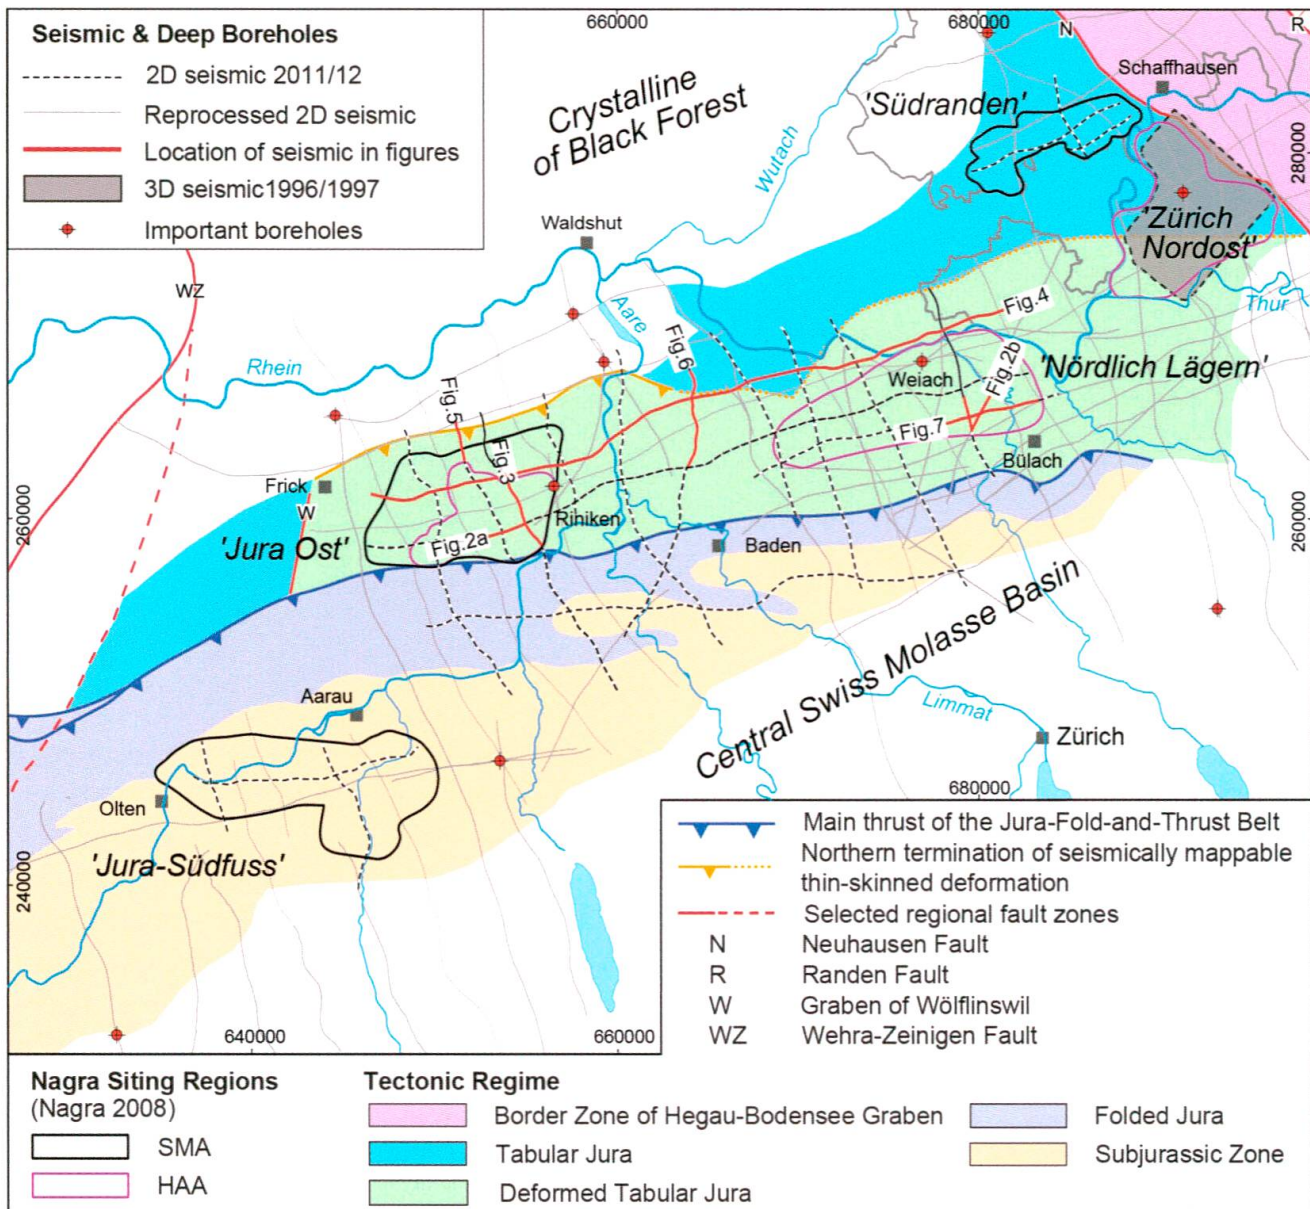 Seismic & Deep Boreholes
2D seismic 2011/12
Reprocessed 2D seismic
Location of seismic in figures
3D seismic1996/1997
Important boreholes
660000
680000
N
R
Schaffhausen
Crystalline
of Black Forest
'Südranden'
Wutach
280000
'Zürich
Nordost'
Waldshut
WZ
Aare
Thur
Rhein
Fig.4
Fig.6
Fig.2b
Weiach
'Nördlich Lägern'
Fig.5
Fig.7
Fig.3
Bülach
Frick
W
Riniken
260000
260000
'Jura Ost'
Fig.2a
Baden
Central Swiss Molasse Basin
Aarau
Limmat
Zürich
Olten
680000
'Jura-Südfuss'
240000
Main thrust of the Jura-Fold-and-Thrust Belt
Northern termination of seismically mappable
thin-skinned deformation
Selected regional fault zones
N Neuhausen Fault
R Randen Fault
W Graben of Wölflinswil
WZ Wehra-Zeinigen Fault
640000
660000
Nagra Siting Regions
(Nagra 2008)
SMA
HAA
Tectonic Regime
Border Zone of Hegau-Bodensee Graben
Tabular Jura
Deformed Tabular Jura
Folded Jura
Subjurassic Zone